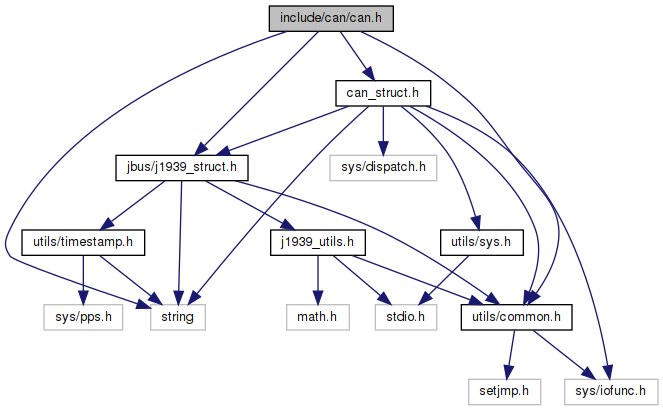 include/can/can.h
can_struct.h
jbus/j1939_struct.h
sys/dispatch.h
utils/timestamp.h
j1939_utils.h
utils/sys.h
sys/pps.h
string
math.h
stdio.h
utils/common.h
setjmp.h
sys/iofunc.h